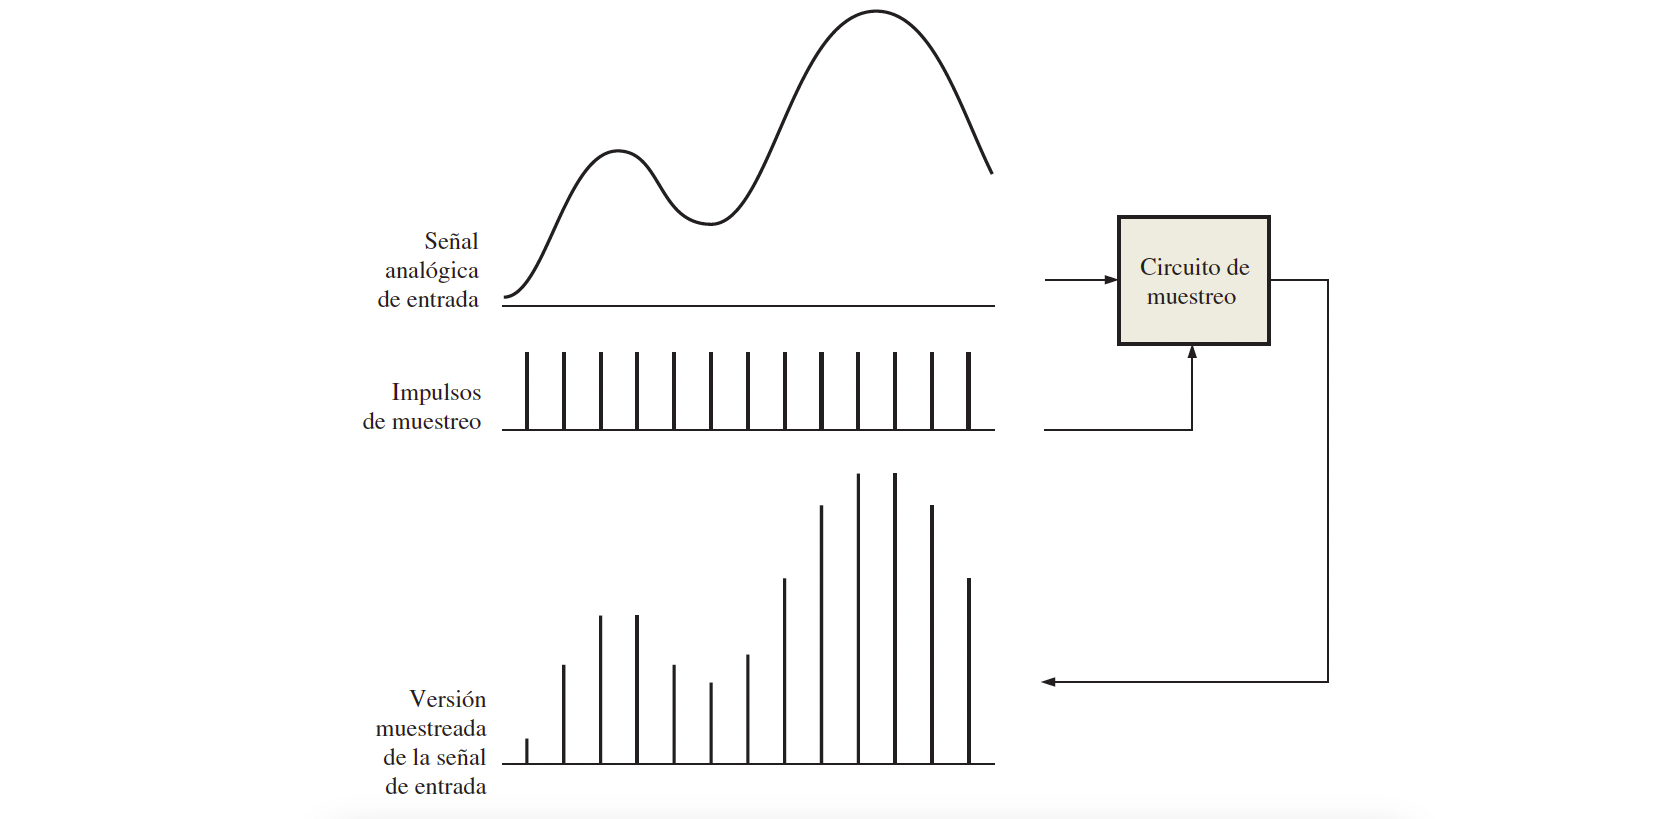 Señal
analógica
de entrada
Circuito de
muestreo
Impulsos
de muestreo
Versión
muestreada
de la señal
de entrada